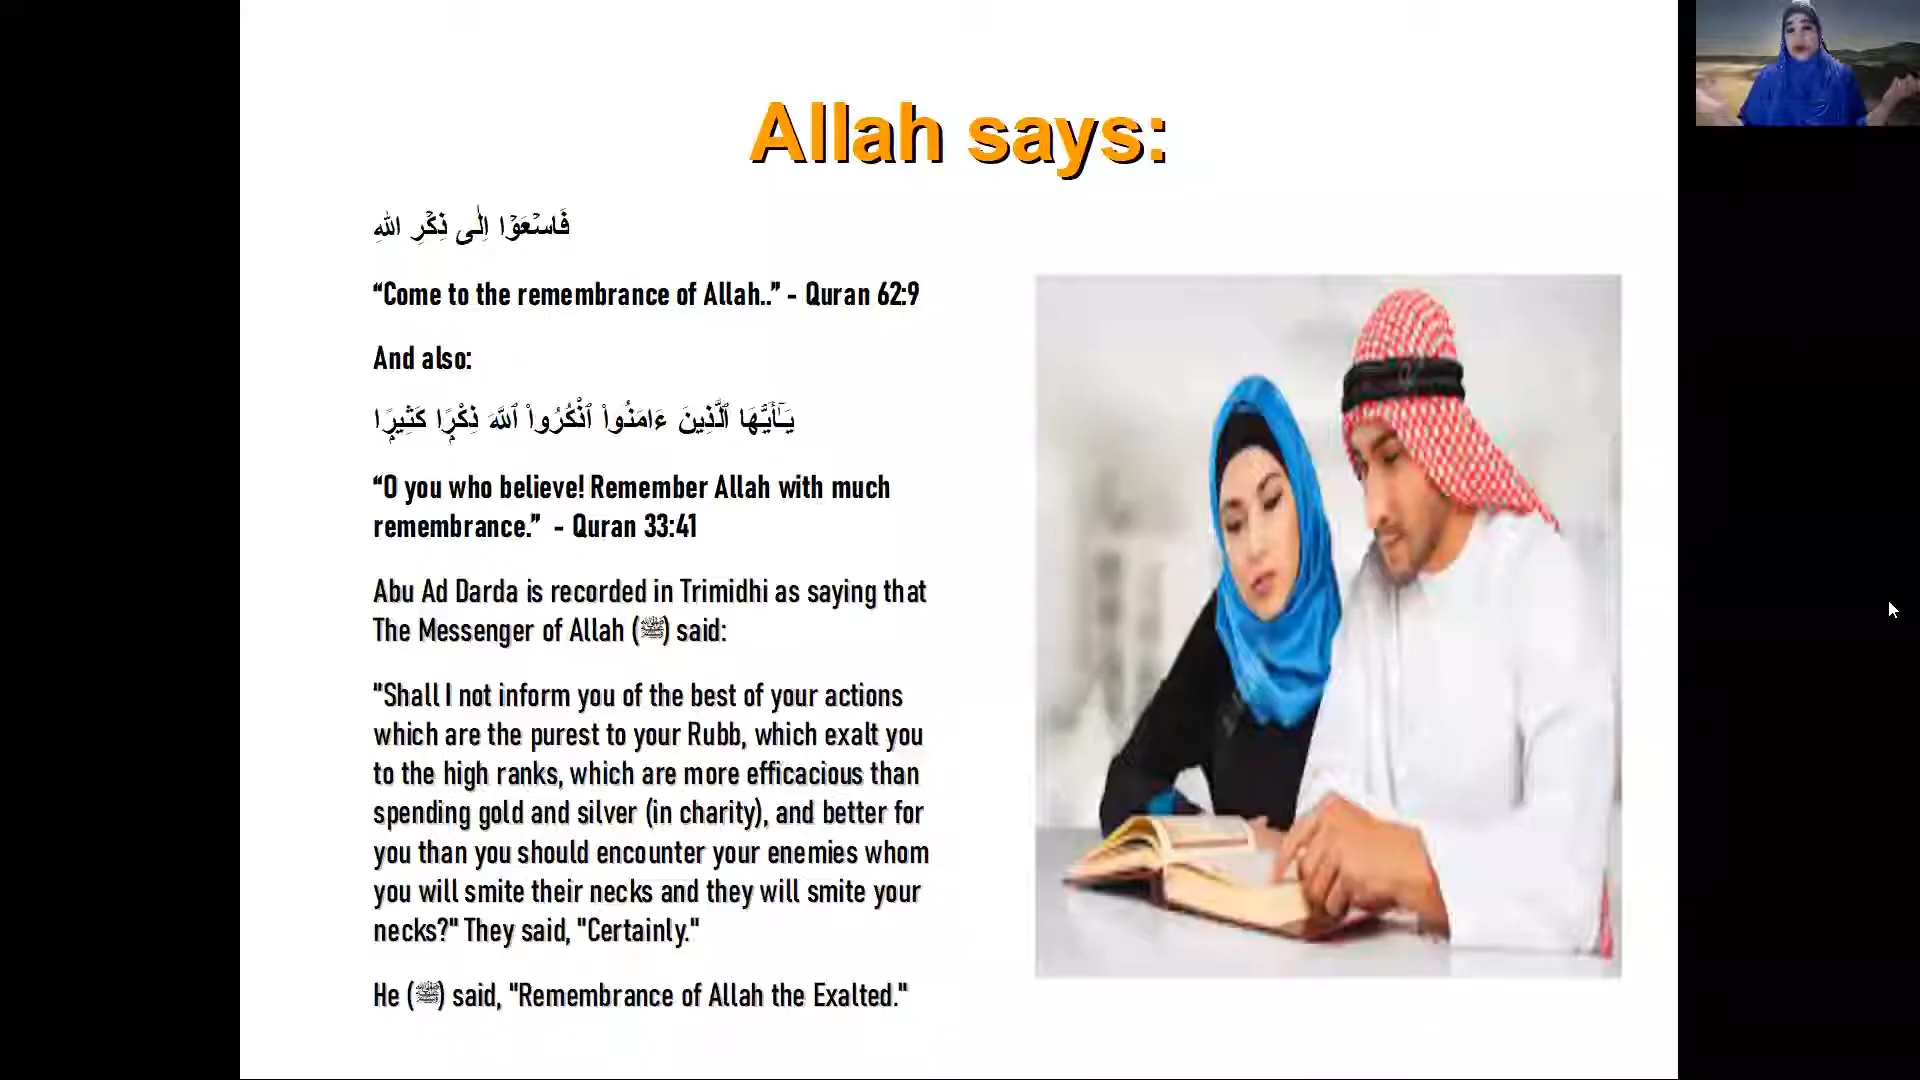 Allah says:
فَاسْعَوْا اِلٰى ذِكْرِ اللهِ
“Come to the remembrance of Allah..” - Quran 62:9
And also:
يَـٰٓأَيُّهَا ٱلَّذِينَ ءَامَنُوا۟ ٱذْكُرُوا۟ ٱللَّهَ ذِكْرًۭا كَثِيرًۭا
“O you who believe! Remember Allah with much
remembrance.” - Quran 33:41
Abu Ad Darda is recorded in Trimidhi as saying that
The Messenger of Allah (ﷺ) said:
"Shall I not inform you of the best of your actions
which are the purest to your Rubb, which exalt you
to the high ranks, which are more efficacious than
spending gold and silver (in charity), and better for
you than you should encounter your enemies whom
you will smite their necks and they will smite your
necks?" They said, "Certainly."
He (ﷺ) said, "Remembrance of Allah the Exalted."